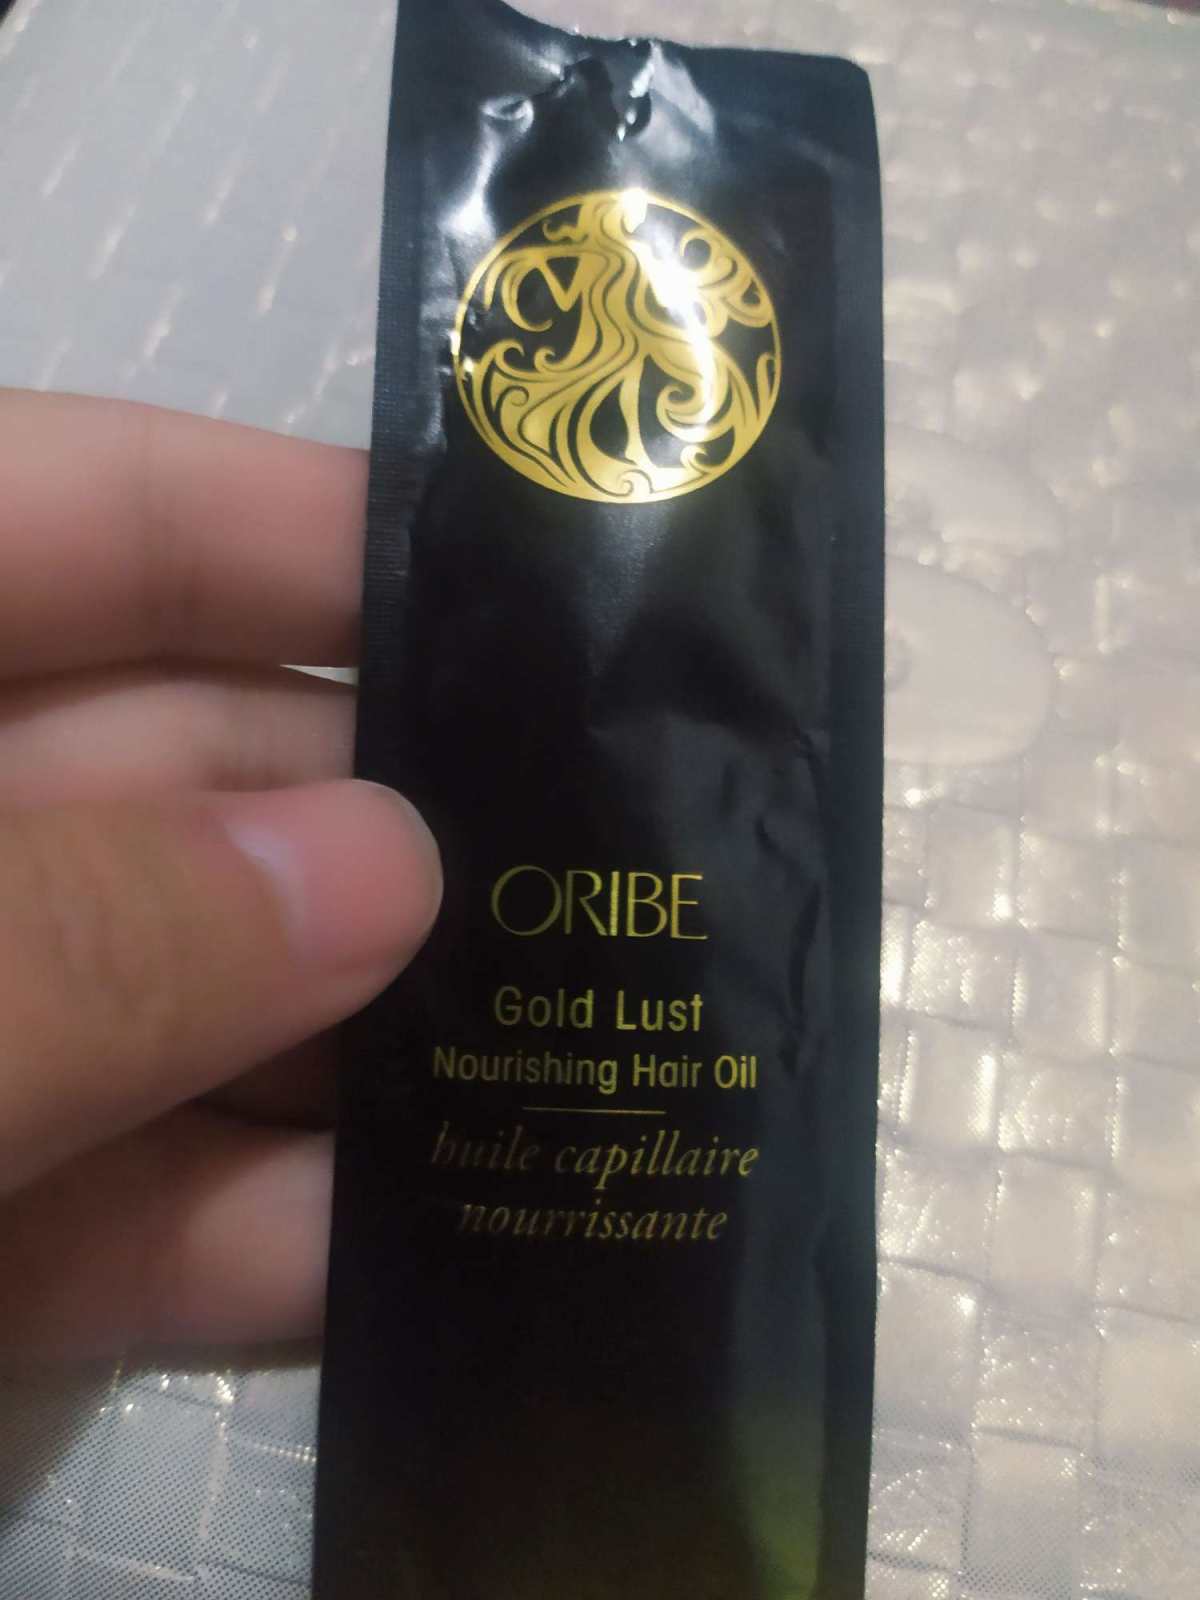 ORIBE
Gold Lust
Nourishing Hair Oil
huile capillaire
nourrissante